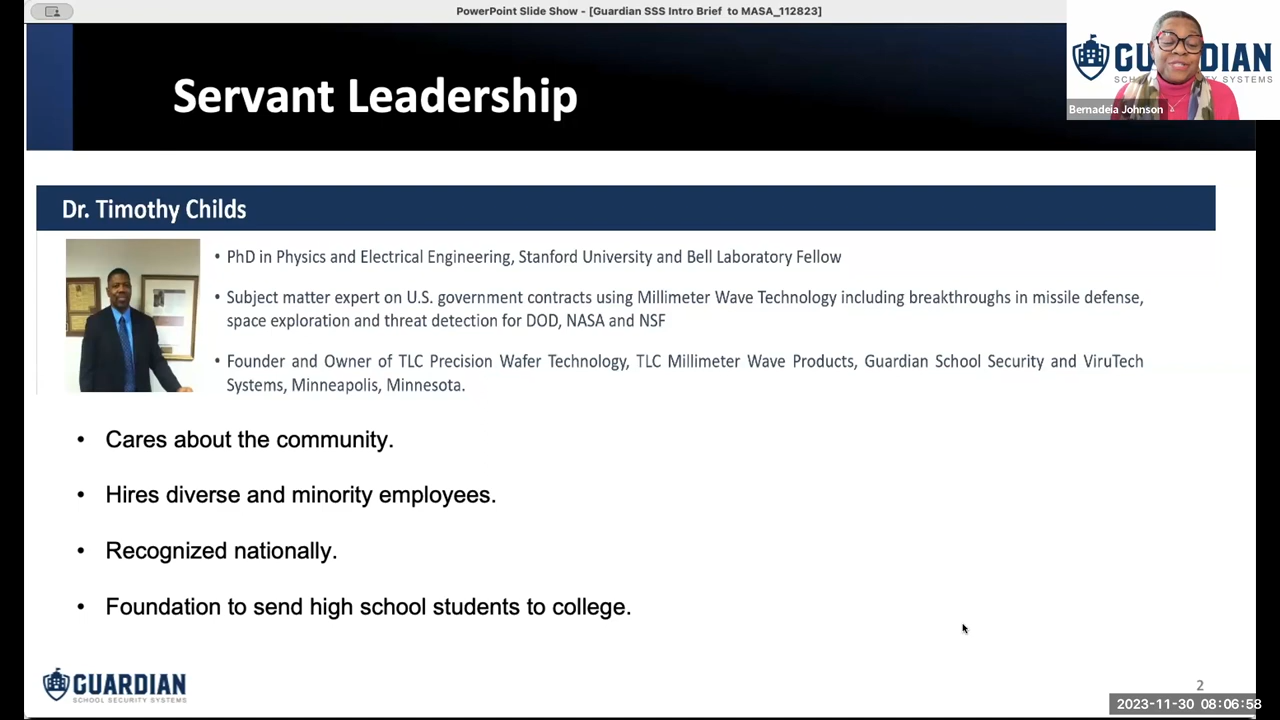 PowerPoint Slide Show - [Guardian SSS Intro Brief to MASA_112823]
Servant Leadership
GUARDIAN
SCHOOL SECURITY SYSTEMS
Bernadeia Johnson
Dr. Timothy Childs
• PhD in Physics and Electrical Engineering, Stanford University and Bell Laboratory Fellow
• Subject matter expert on U.S. government contracts using Millimeter Wave Technology including breakthroughs in missile defense,
space exploration and threat detection for DOD, NASA and NSF
• Founder and Owner of TLC Precision Wafer Technology, TLC Millimeter Wave Products, Guardian School Security and ViruTech
Systems, Minneapolis, Minnesota.
• Cares about the community.
• Hires diverse and minority employees.
• Recognized nationally.
• Foundation to send high school students to college.
GUARDIAN
SCHOOL SECURITY SYSTEMS
2
2023-11-30 08:06:58